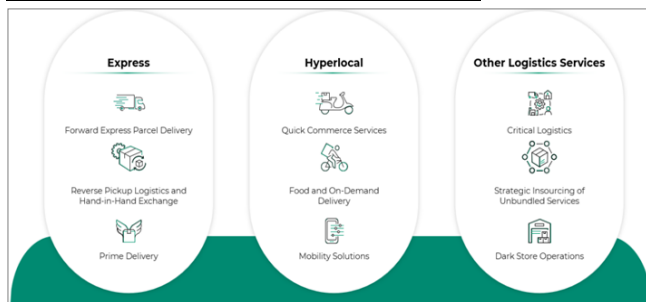 Express
Forward Express Parcel Delivery
Reverse Pickup Logistics and
Hand-in-Hand Exchange
Prime Delivery
Hyperlocal
Quick Commerce Services
Food and On-Demand
Delivery
Mobility Solutions
Other Logistics Services
Critical Logistics
Strategic Insourcing of
Unbundled Services
Dark Store Operations